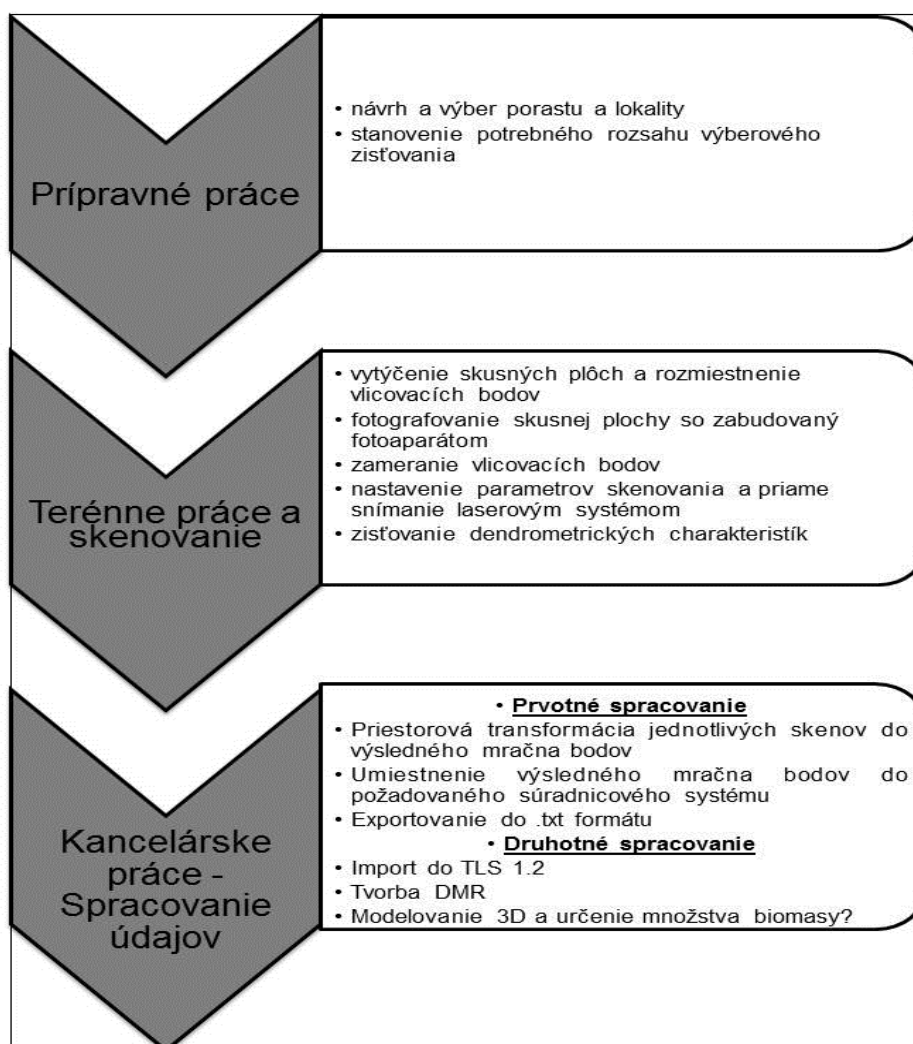 Prípravné práce
• návrh a výber porastu a lokality
• stanovenie potrebného rozsahu výberového
zisťovania
Terénne práce a
skenovanie
• vytýčenie skusných plôch a rozmiestnenie
vlicovacích bodov
• fotografovanie skusnej plochy so zabudovaný
fotoaparátom
• zameranie vlicovacích bodov
• nastavenie parametrov skenovania a priame
snímanie laserovým systémom
• zisťovanie dendrometrických charakteristík
Kancelárske
práce -
Spracovanie
údajov
• Prvotné spracovanie
• Priestorová transformácia jednotlivých skenov do
výsledného mračna bodov
• Umiestnenie výsledného mračna bodov do
požadovaného súradnicového systému
• Exportovanie do .txt formátu
• Druhotné spracovanie
• Import do TLS 1.2
• Tvorba DMR
• Modelovanie 3D a určenie množstva biomasy?